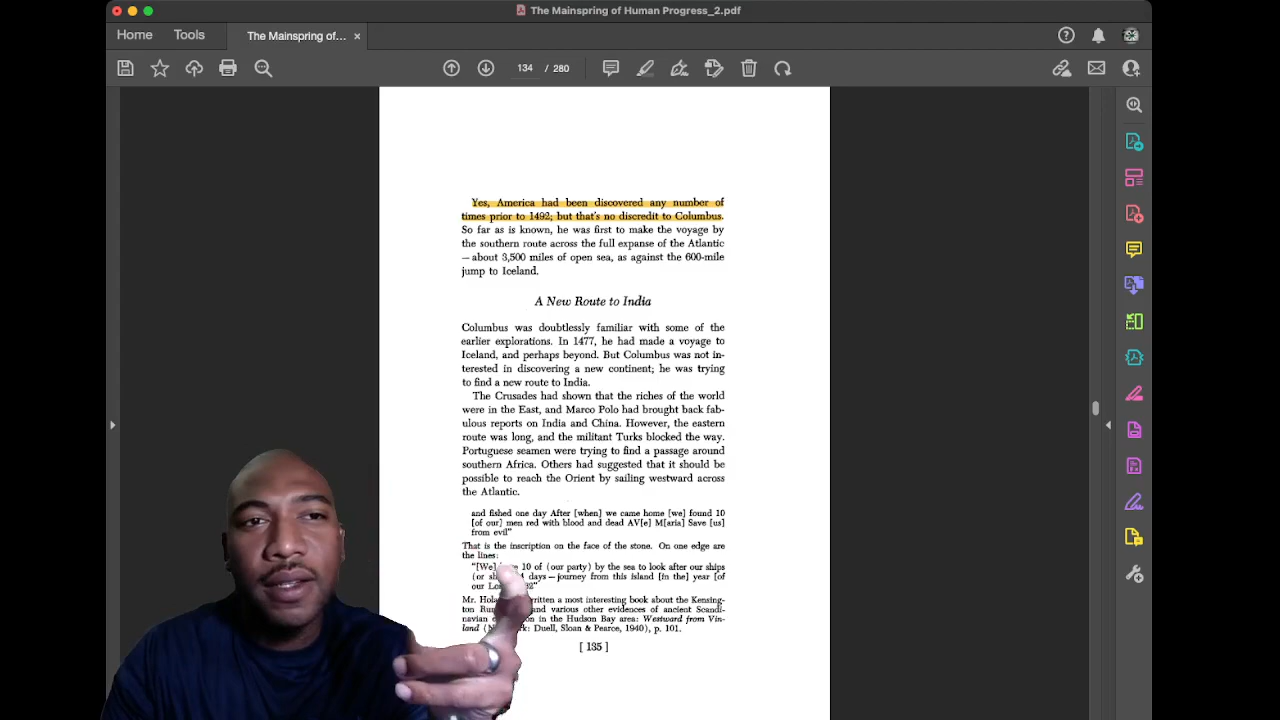 The Mainspring of Human Progress_2.pdf
Home
Tools
The Mainspring of...
134 / 280
Yes, America had been discovered any number of
times prior to 1492; but that's no discredit to Columbus.
So far as is known, he was first to make the voyage by
the southern route across the full expanse of the Atlantic
—about 3,500 miles of open sea, as against the 600-mile
jump to Iceland.
A New Route to India
Columbus was doubtlessly familiar with some of the
earlier explorations. In 1477, he had made a voyage to
Iceland, and perhaps beyond. But Columbus was not in-
terested in discovering a new continent; he was trying
to find a new route to India.
The Crusades had shown that the riches of the world
were in the East, and Marco Polo had brought back fab-
ulous reports on India and China. However, the eastern
route was long, and the militant Turks blocked the way.
Portuguese seamen were trying to find a passage around
southern Africa. Others had suggested that it should be
possible to reach the Orient by sailing westward across
the Atlantic.
and fished one day After [when] we came home [we] found 10
[of our] men red with blood and dead AV[e] M[aria] Save [us]
from evil"
That is the inscription on the face of the stone. On one edge are
the lines:
"[We] 10 of (our party) by the sea to look after our ships
(or days—journey from this island [in the] year [of
our
Mr. written a most interesting book about the Kensing-
ton and various other evidences of ancient Scandi-
navian in the Hudson Bay area: Westward from Vin-
land Duell, Sloan & Pearce, 1940), p. 101.
[ 135 ]